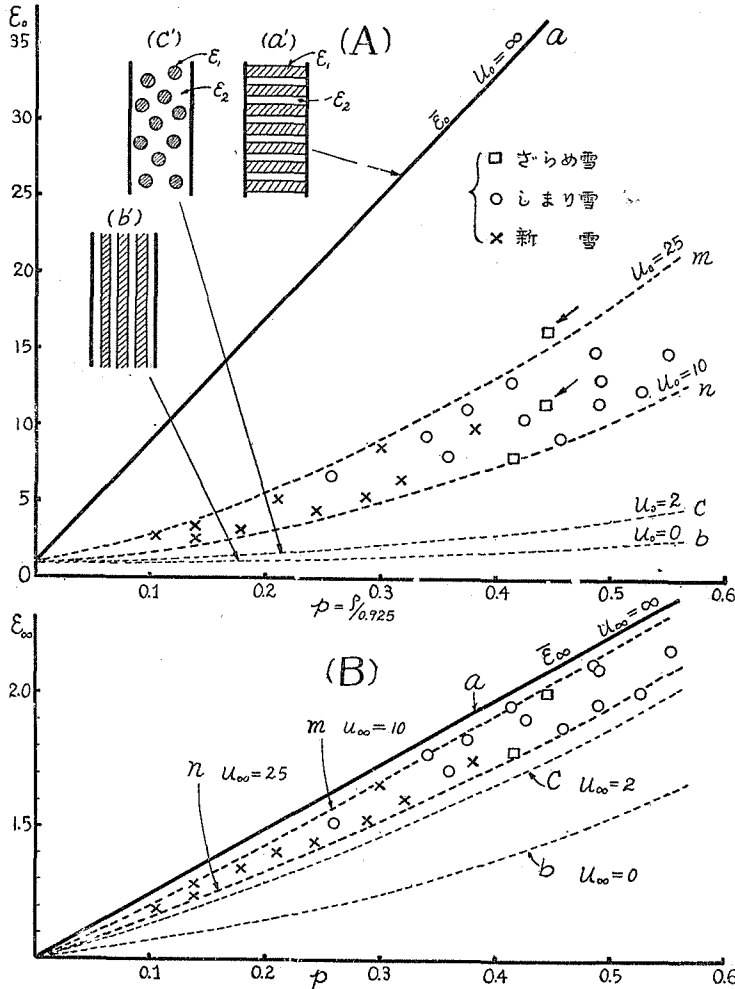 ε₀
35
30
25
20
15
10
5
0
(C')
ε₁
ε₂
(a')
ε₁
ε₂
(b')
(A)
ε̄₀
U₀=∞
a
□ ざらめ雪
○ しまり雪
× 新 雪
U₀=25
m
U₀=10
n
U₀=2
c
U₀=0
b
0.1
0.2
0.3
0.4
0.5
0.6
p = ρ/0.925
ε∞
2.0
1.5
(B)
a
ε̄∞
U∞=∞
m U∞=10
n U∞=25
C U∞=2
b U∞=0
0.1
0.2
0.3
0.4
0.5
0.6
p